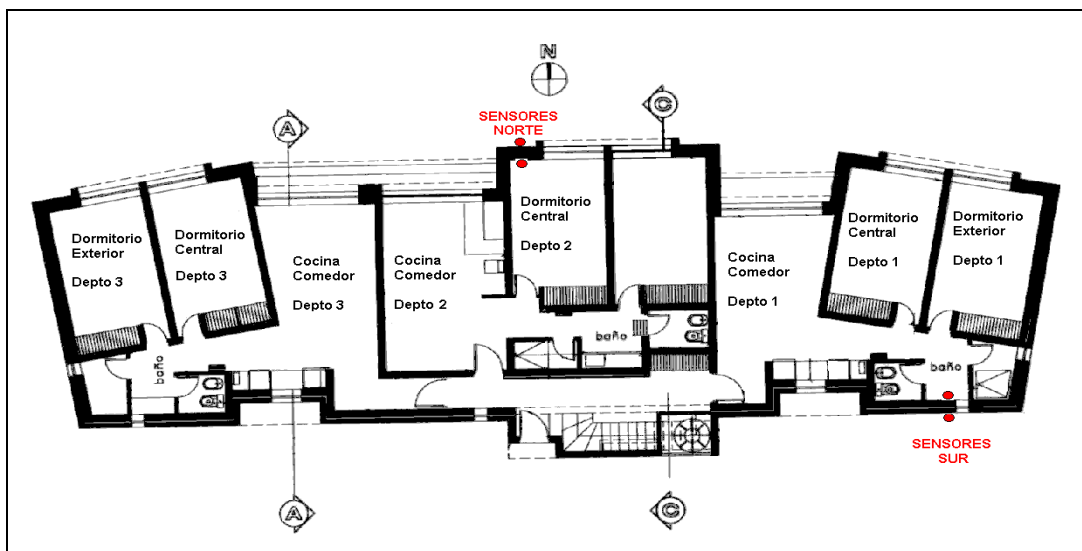 N
SENSORES
NORTE
A
C
Dormitorio
Exterior
Depto 3
Dormitorio
Central
Depto 3
Cocina
Comedor
Depto 3
Cocina
Comedor
Depto 2
Dormitorio
Central
Depto 2
Cocina
Comedor
Depto 1
Dormitorio
Central
Depto 1
Dormitorio
Exterior
Depto 1
baño
baño
baño
SENSORES
SUR
A
C